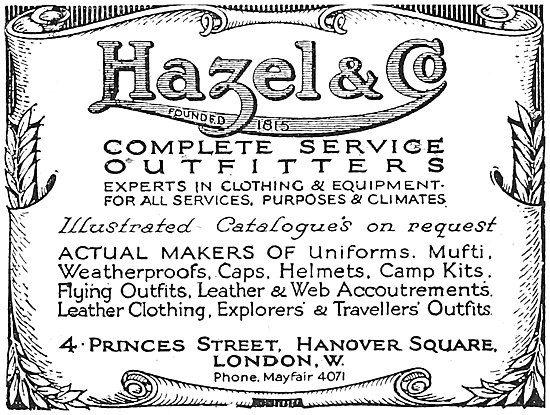 Hazel & Co
FOUNDED 1815
COMPLETE SERVICE
OUTFITTERS
EXPERTS IN CLOTHING & EQUIPMENT
FOR ALL SERVICES, PURPOSES & CLIMATES
Illustrated Catalogue's on request
ACTUAL MAKERS OF Uniforms. Mufti,
Weatherproofs, Caps, Helmets, Camp Kits.
Flying Outfits, Leather & Web Accoutrements.
Leather Clothing, Explorers' & Travellers' Outfits
4 · PRINCES STREET, HANOVER SQUARE,
LONDON, W.
Phone, Mayfair 4071